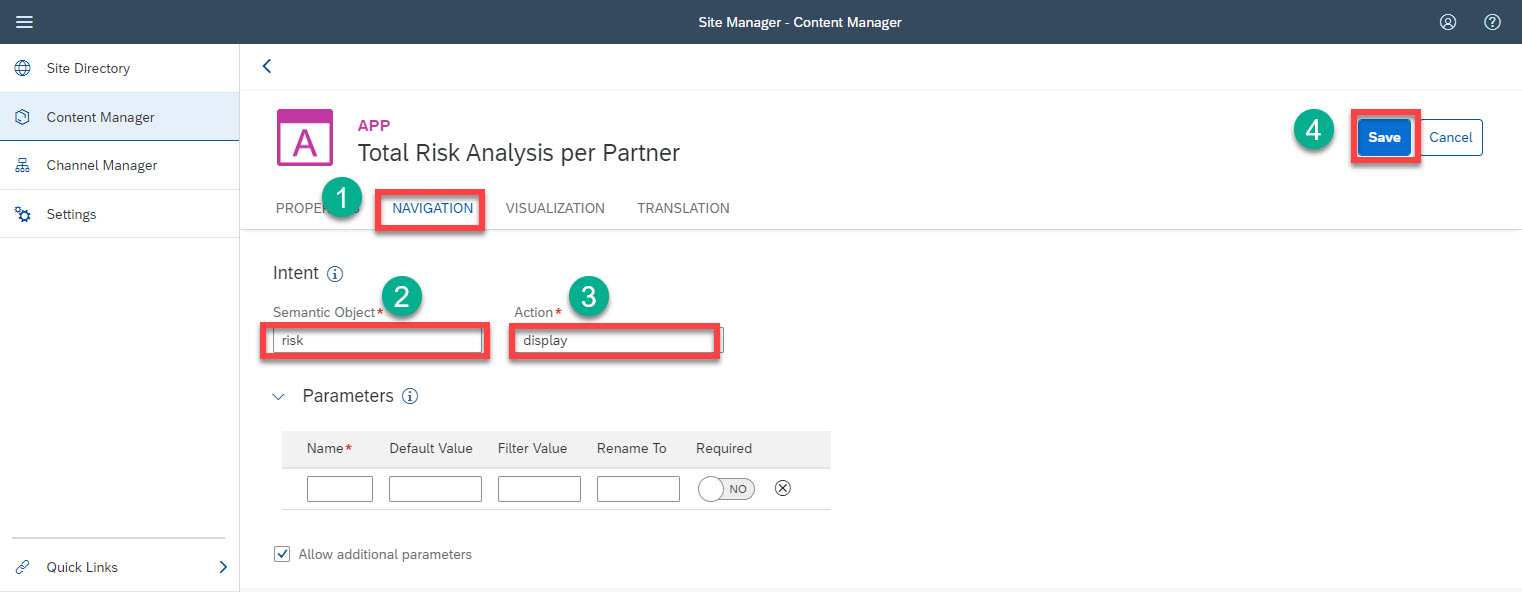 Site Manager - Content Manager
Site Directory
Content Manager
Channel Manager
Settings
Quick Links
A
APP
Total Risk Analysis per Partner
4
Save
Cancel
1
NAVIGATION
VISUALIZATION
TRANSLATION
Intent
2
3
Semantic Object*
Action*
risk
display
Parameters
Name*
Default Value
Filter Value
Rename To
Required
NO
Allow additional parameters